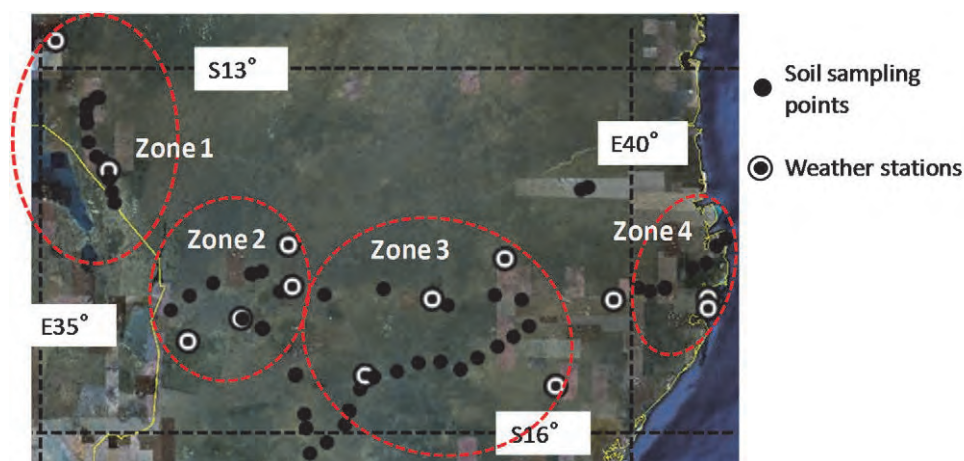 S13°
Soil sampling
points
E40°
Weather stations
Zone 1
Zone 2
Zone 3
Zone 4
E35°
S16°